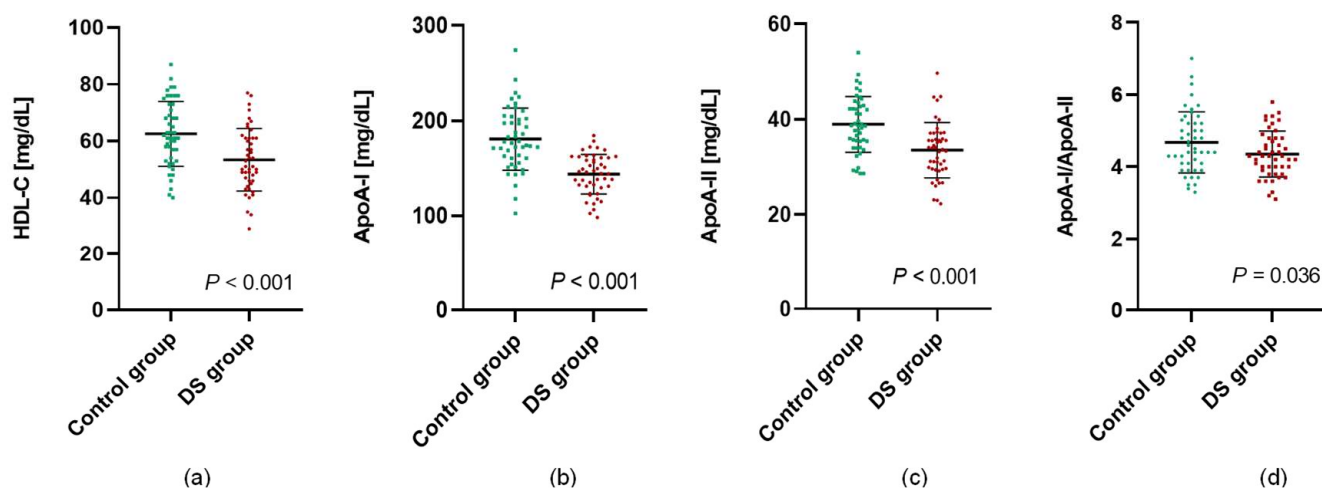 HDL-C [mg/dL]
100
80
60
40
20
0
P < 0.001
Control group
DS group
(a)
ApoA-I [mg/dL]
300
200
100
0
P < 0.001
Control group
DS group
(b)
ApoA-II [mg/dL]
60
40
20
0
P < 0.001
Control group
DS group
(c)
ApoA-I/ApoA-II
8
6
4
2
0
P = 0.036
Control group
DS group
(d)